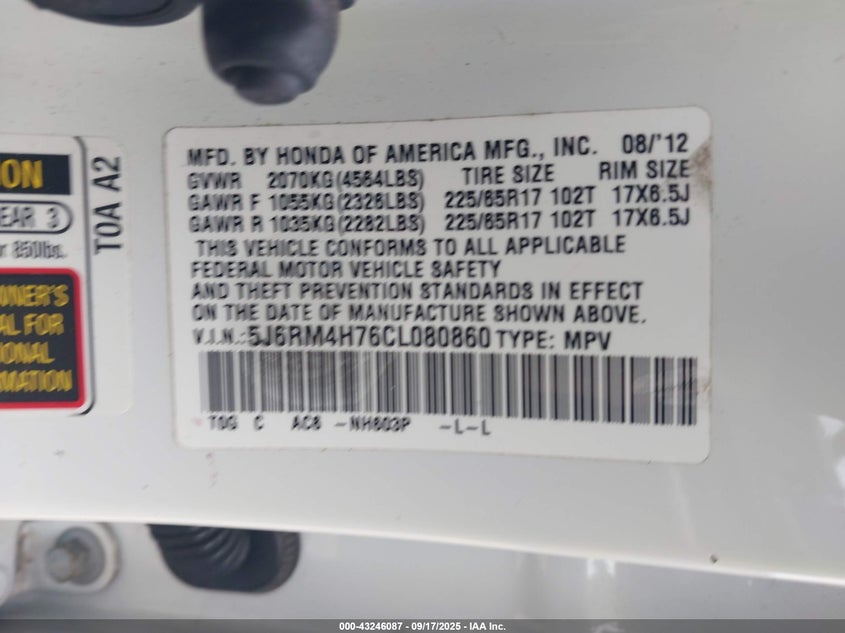 ION
EAR 3
r 850lbs.
T0A A2
WNER'S
AL FOR
IONAL
MATION
MFD. BY HONDA OF AMERICA MFG., INC. 08/'12
GVWR 2070KG(4564LBS) TIRE SIZE RIM SIZE
GAWR F 1055KG(2326LBS) 225/65R17 102T 17X6.5J
GAWR R 1035KG(2282LBS) 225/65R17 102T 17X6.5J
THIS VEHICLE CONFORMS TO ALL APPLICABLE
FEDERAL MOTOR VEHICLE SAFETY
AND THEFT PREVENTION STANDARDS IN EFFECT
ON THE DATE OF MANUFACTURE SHOWN ABOVE.
V.I.N.:5J6RM4H76CL080860 TYPE: MPV
T0G C AC8 -NH603P -L-L
000-43246087 - 09/17/2025 - IAA Inc.